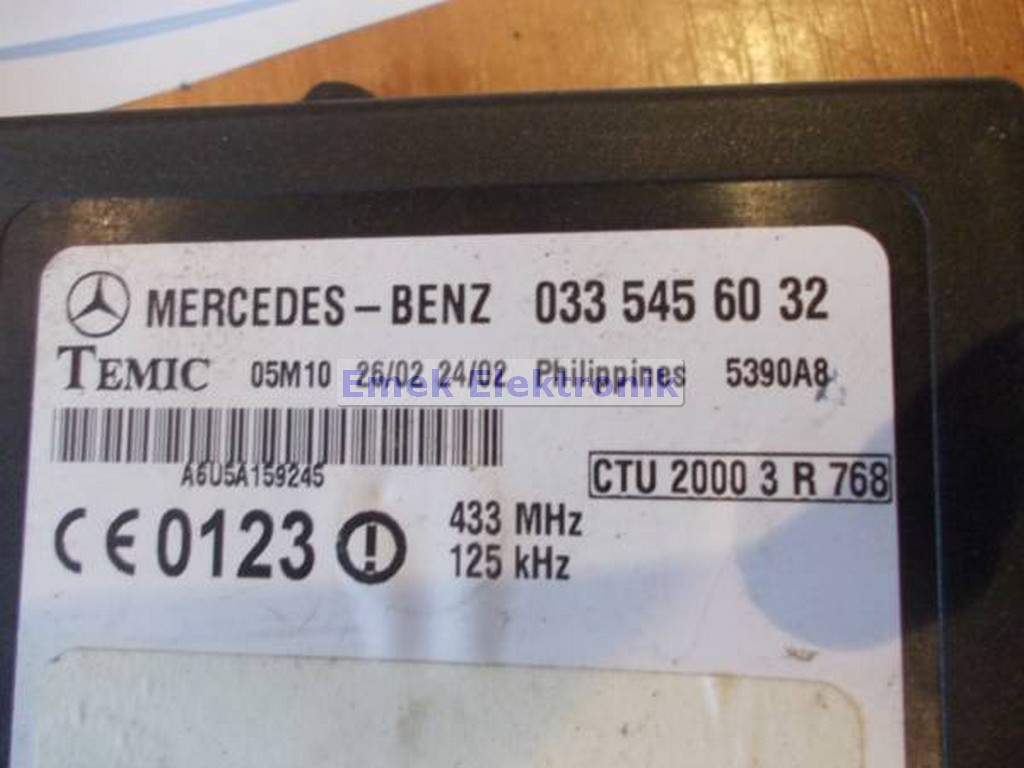 MERCEDES-BENZ 033 545 60 32
TEMIC 05M10 26/02 24/02 Philippines 5390A8
Emek Elektronik
A6U5A159245
CTU 2000 3 R 768
CE 0123 !
433 MHz
125 kHz